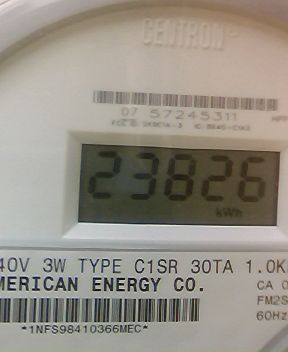 CENTRON®
07 57245311
23826
kWh
40V 3W TYPE C1SR 30TA 1.0K
MERICAN ENERGY CO.
CA 0
FM2S
60Hz
*1NFS98410366MEC*